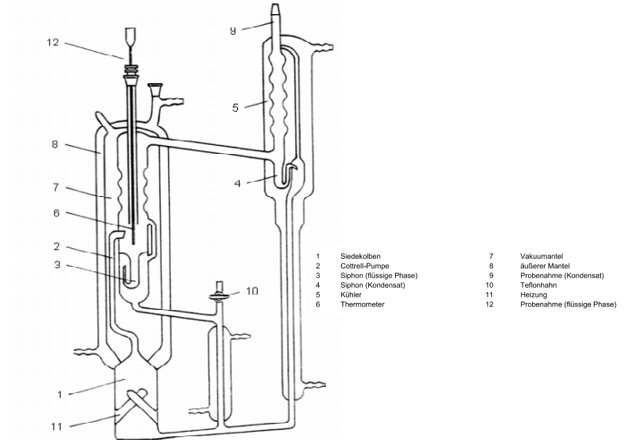 12
y
5
8
4
7
6
2
3
10
1
11
1 Siedekolben
2 Cottrell-Pumpe
3 Siphon (flüssige Phase)
4 Siphon (Kondensat)
5 Kühler
6 Thermometer
7 Vakuummantel
8 äußerer Mantel
9 Probenahme (Kondensat)
10 Teflonhahn
11 Heizung
12 Probenahme (flüssige Phase)